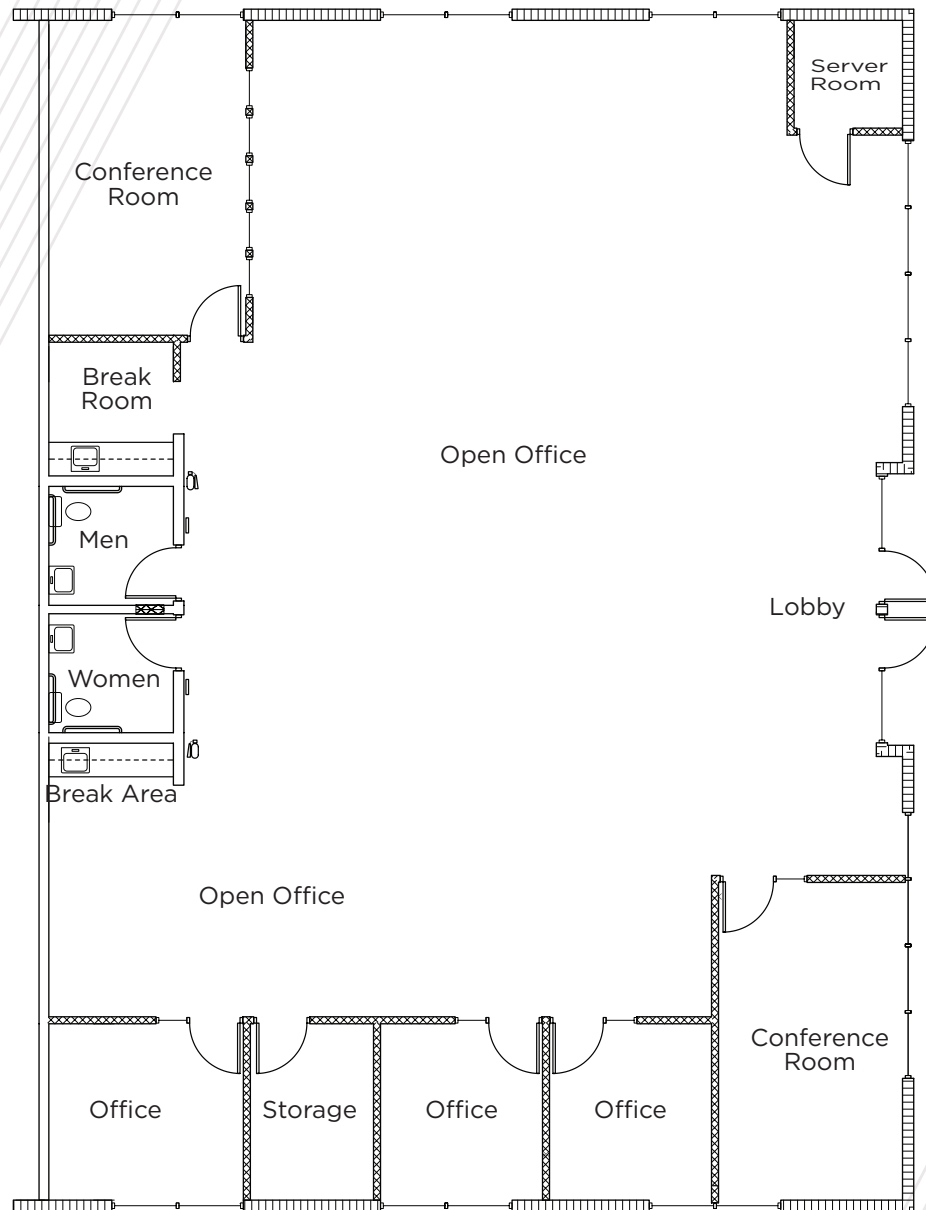 Server
Room
Conference
Room
Break
Room
Open Office
Men
Lobby
Women
Break Area
Open Office
Conference
Room
Office
Storage
Office
Office